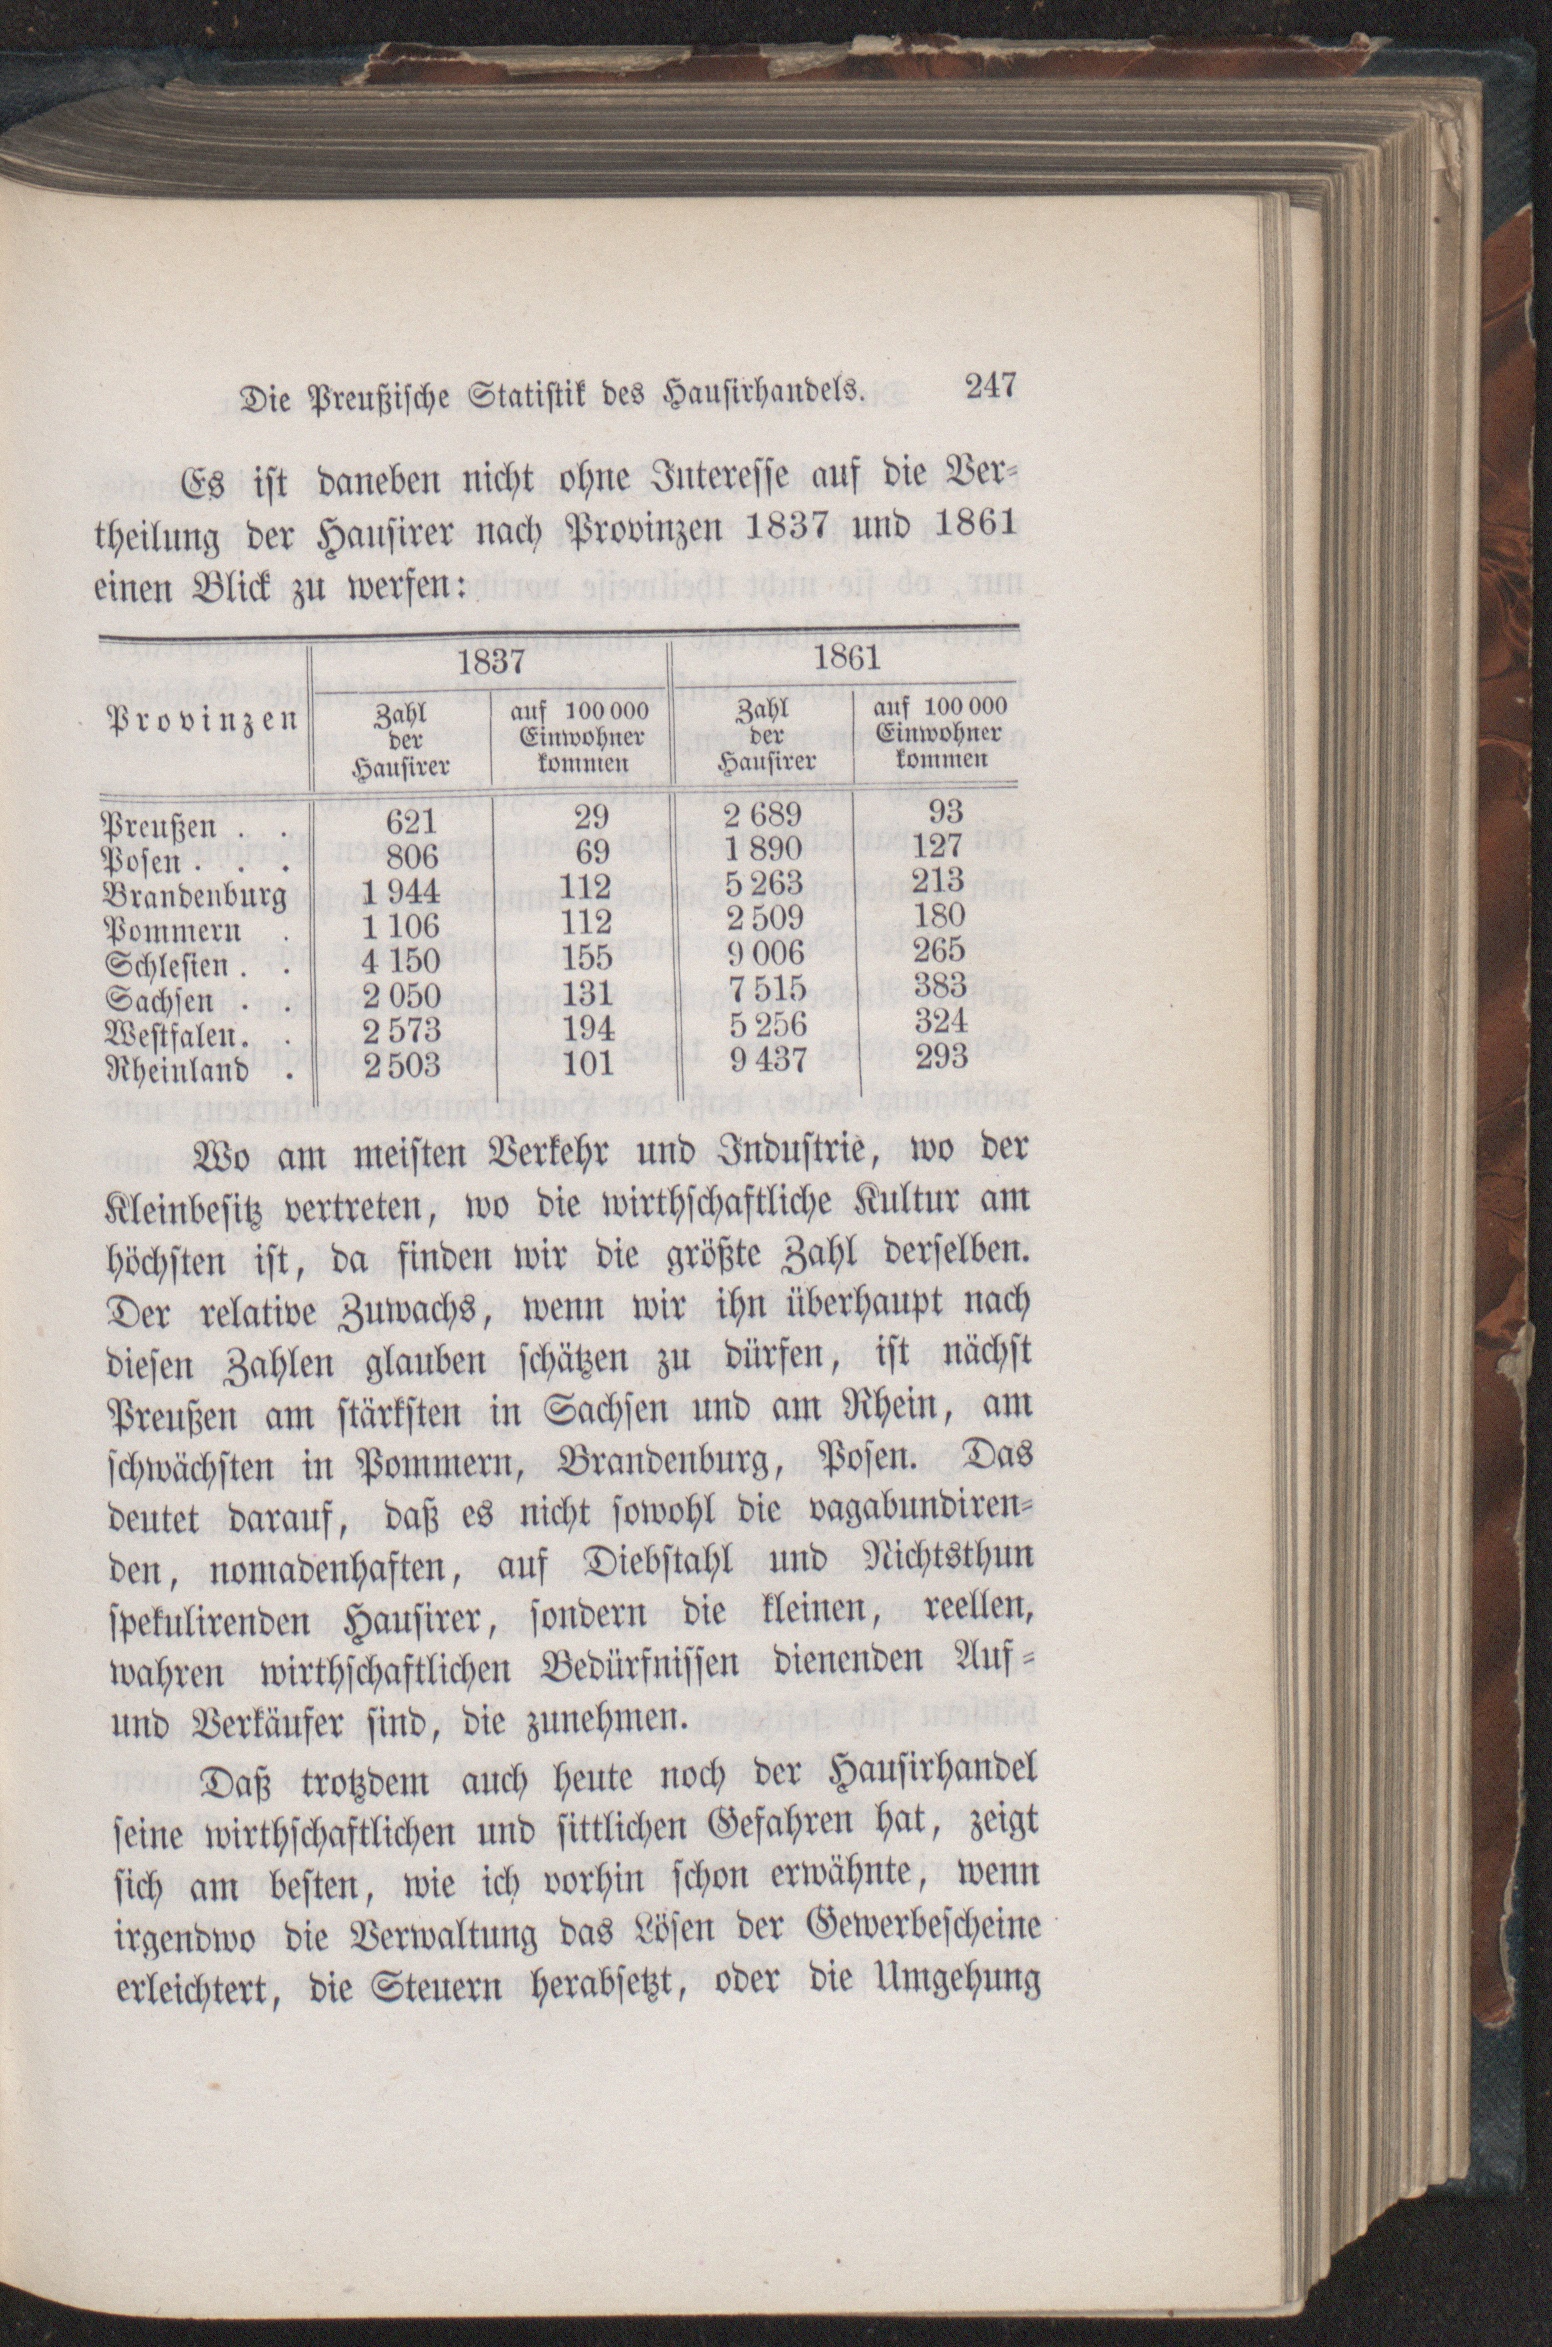 Die Preußische Statistik des Hausirhandels. 247
Es ist daneben nicht ohne Interesse auf die Ver-
theilung der Hausirer nach Provinzen 1837 und 1861
einen Blick zu werfen:
1837 1861
Provinzen Zahl der Hausirer auf 100 000 Einwohner kommen Zahl der Hausirer auf 100 000 Einwohner kommen
Preußen . . 621 29 2 689 93
Posen . . . 806 69 1 890 127
Brandenburg 1 944 112 5 263 213
Pommern . 1 106 112 2 509 180
Schlesien . . 4 150 155 9 006 265
Sachsen . . 2 050 131 7 515 383
Westfalen . . 2 573 194 5 256 324
Rheinland . 2 503 101 9 437 293
Wo am meisten Verkehr und Industrie, wo der
Kleinbesitz vertreten, wo die wirthschaftliche Kultur am
höchsten ist, da finden wir die größte Zahl derselben.
Der relative Zuwachs, wenn wir ihn überhaupt nach
diesen Zahlen glauben schätzen zu dürfen, ist nächst
Preußen am stärksten in Sachsen und am Rhein, am
schwächsten in Pommern, Brandenburg, Posen. Das
deutet darauf, daß es nicht sowohl die vagabundiren-
den, nomadenhaften, auf Diebstahl und Nichtsthun
spekulirenden Hausirer, sondern die kleinen, reellen,
wahren wirthschaftlichen Bedürfnissen dienenden Auf-
und Verkäufer sind, die zunehmen.
Daß trotzdem auch heute noch der Hausirhandel
seine wirthschaftlichen und sittlichen Gefahren hat, zeigt
sich am besten, wie ich vorhin schon erwähnte, wenn
irgendwo die Verwaltung das Lösen der Gewerbescheine
erleichtert, die Steuern herabsetzt, oder die Umgehung